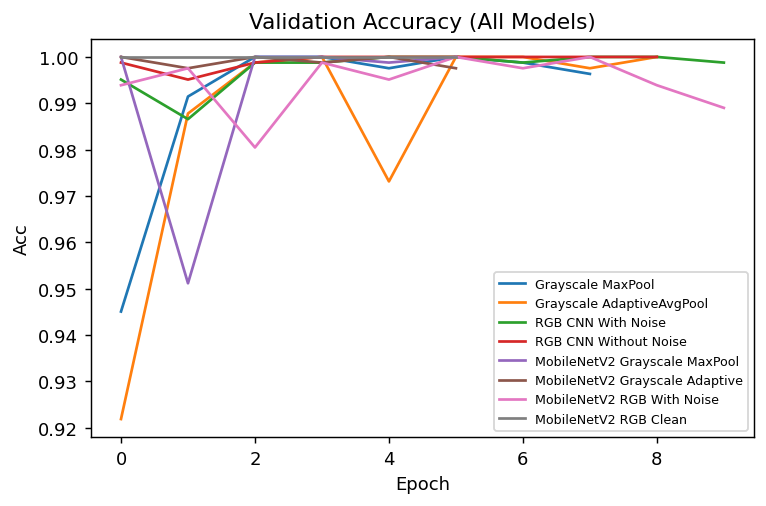 Validation Accuracy (All Models)
1.00
0.99
0.98
0.97
0.96
0.95
0.94
0.93
0.92
Acc
Grayscale MaxPool
Grayscale AdaptiveAvgPool
RGB CNN With Noise
RGB CNN Without Noise
MobileNetV2 Grayscale MaxPool
MobileNetV2 Grayscale Adaptive
MobileNetV2 RGB With Noise
MobileNetV2 RGB Clean
0 2 4 6 8
Epoch